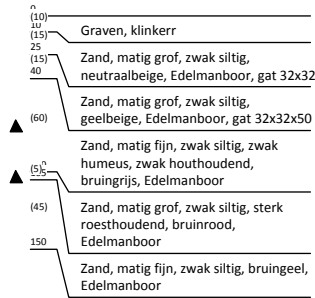 (10)
(15)
Graven, klinkerr
25
(15)
Zand, matig grof, zwak siltig,
neutraalbeige, Edelmanboor, gat 32x32
40
(60)
Zand, matig grof, zwak siltig,
geelbeige, Edelmanboor, gat 32x32x50
Zand, matig fijn, zwak siltig, zwak
humeus, zwak houthoudend,
bruingrijs, Edelmanboor
(5)
(45)
Zand, matig grof, zwak siltig, sterk
roesthoudend, bruinrood,
Edelmanboor
150
Zand, matig fijn, zwak siltig, bruingeel,
Edelmanboor